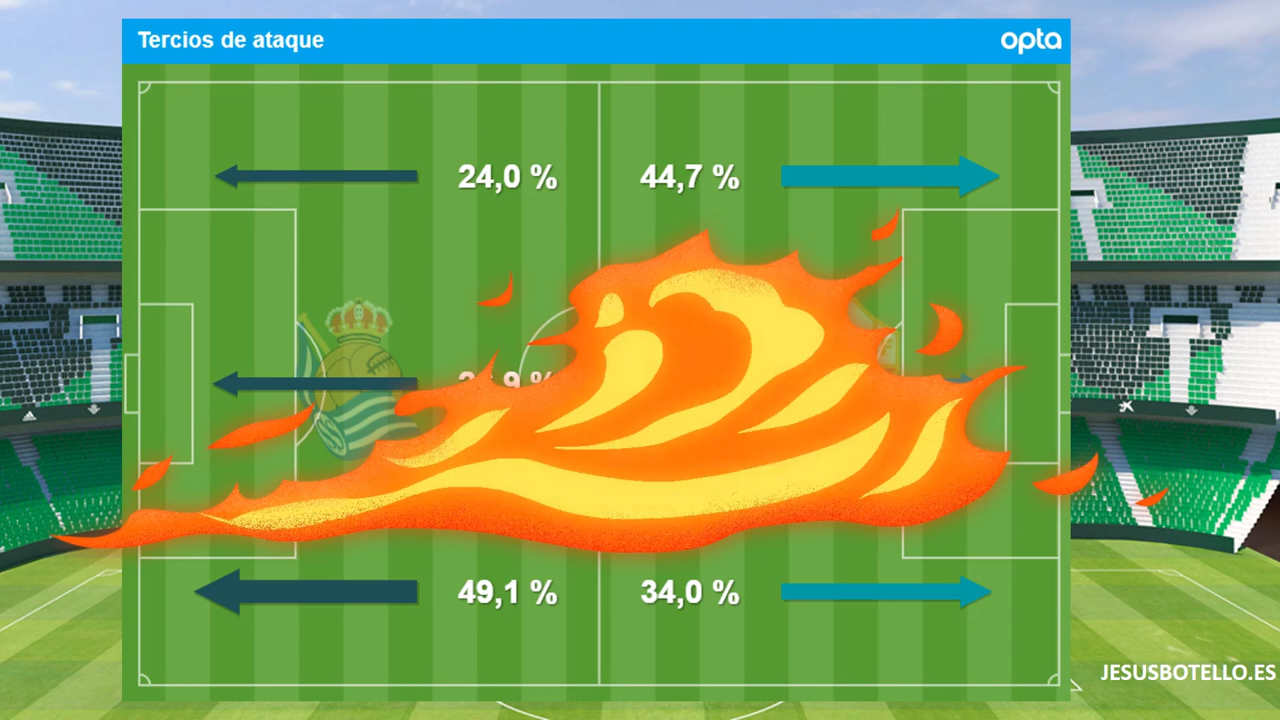 Tercios de ataque
opta
24,0 % 44,7 %
49,1 % 34,0 %
JESUSBOTELLO.ES